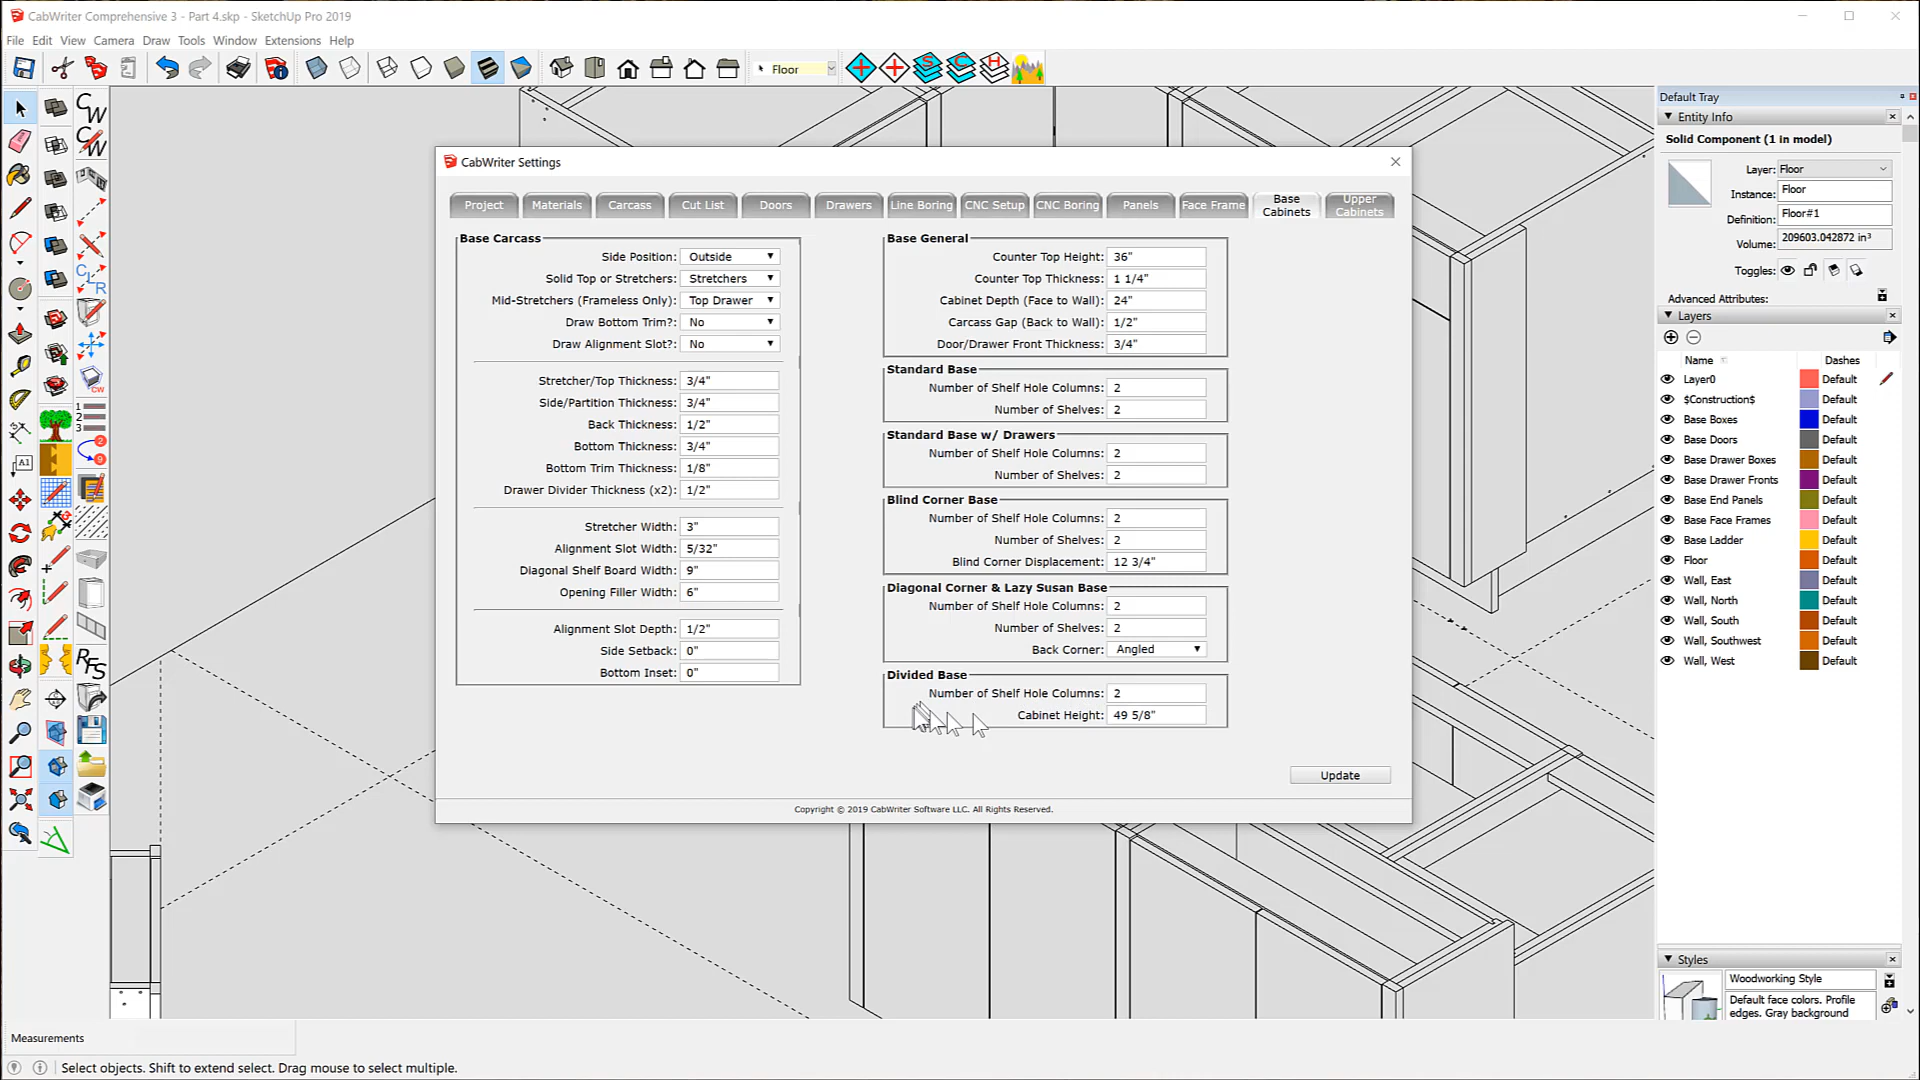 CabWriter Comprehensive 3 - Part 4.skp - SketchUp Pro 2019
File Edit View Camera Draw Tools Window Extensions Help
Floor
CabWriter Settings
Project Materials Carcass Cut List Doors Drawers Line Boring CNC Setup CNC Boring Panels Face Frame Base Cabinets Upper Cabinets
Base Carcass
Side Position: Outside
Solid Top or Stretchers: Stretchers
Mid-Stretchers (Frameless Only): Top Drawer
Draw Bottom Trim?: No
Draw Alignment Slot?: No
Stretcher/Top Thickness: 3/4"
Side/Partition Thickness: 3/4"
Back Thickness: 1/2"
Bottom Thickness: 3/4"
Bottom Trim Thickness: 1/8"
Drawer Divider Thickness (x2): 1/2"
Stretcher Width: 3"
Alignment Slot Width: 5/32"
Diagonal Shelf Board Width: 9"
Opening Filler Width: 6"
Alignment Slot Depth: 1/2"
Side Setback: 0"
Bottom Inset: 0"
Base General
Counter Top Height: 36"
Counter Top Thickness: 1 1/4"
Cabinet Depth (Face to Wall): 24"
Carcass Gap (Back to Wall): 1/2"
Door/Drawer Front Thickness: 3/4"
Standard Base
Number of Shelf Hole Columns: 2
Number of Shelves: 2
Standard Base w/ Drawers
Number of Shelf Hole Columns: 2
Number of Shelves: 2
Blind Corner Base
Number of Shelf Hole Columns: 2
Number of Shelves: 2
Blind Corner Displacement: 12 3/4"
Diagonal Corner & Lazy Susan Base
Number of Shelf Hole Columns: 2
Number of Shelves: 2
Back Corner: Angled
Divided Base
Number of Shelf Hole Columns: 2
Cabinet Height: 49 5/8"
Update
Copyright © 2019 CabWriter Software LLC. All Rights Reserved.
Default Tray
Entity Info
Solid Component (1 in model)
Layer: Floor
Instance: Floor
Definition: Floor#1
Volume: 209603.042872 in³
Toggles:
Advanced Attributes:
Layers
Name Dashes
Layer0 Default
$Construction$ Default
Base Boxes Default
Base Doors Default
Base Drawer Boxes Default
Base Drawer Fronts Default
Base End Panels Default
Base Face Frames Default
Base Ladder Default
Floor Default
Wall, East Default
Wall, North Default
Wall, South Default
Wall, Southwest Default
Wall, West Default
Styles
Woodworking Style
Default face colors. Profile
edges. Gray background
Measurements
Select objects. Shift to extend select. Drag mouse to select multiple.